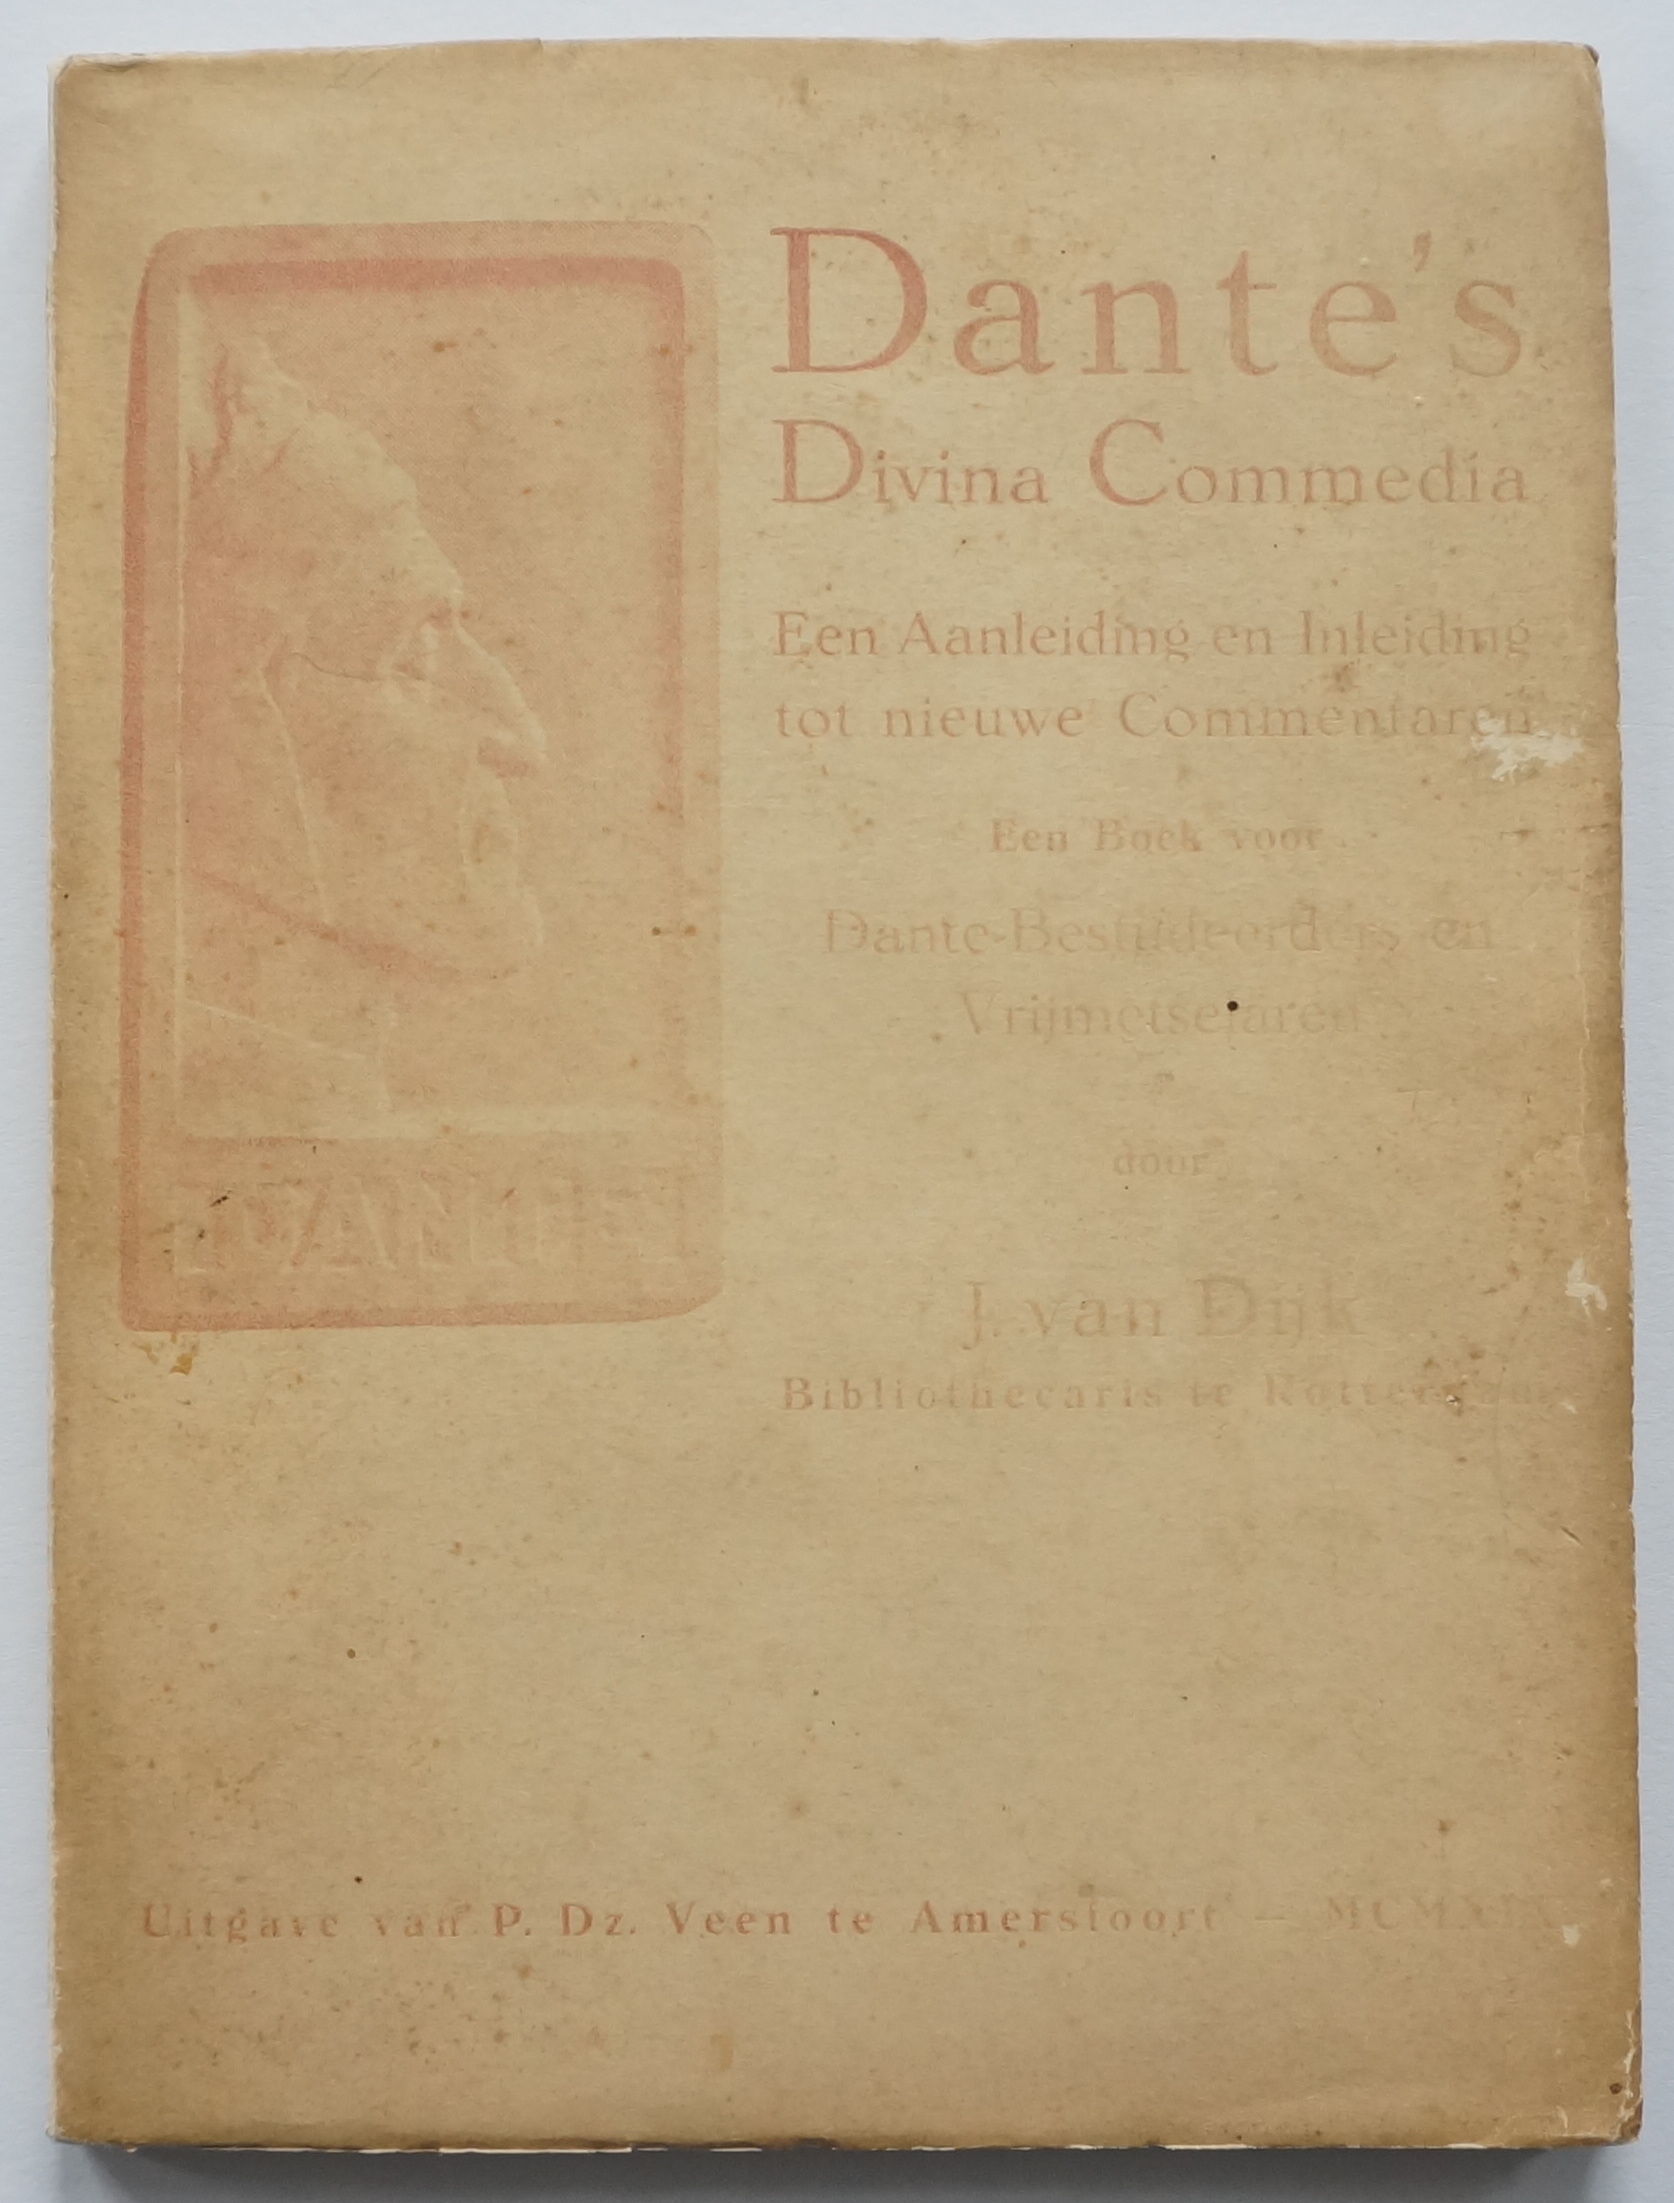 Dante's
Divina Commedia
Een Aanleiding en Inleiding
tot nieuwe Commentaren
Een Boek voor
Dante-Bestudeerders en
Vrijmetselaren
door
J. van Dijk
Bibliothecaris te Rotterdam
DANTE
Uitgave van P. Dz. Veen te Amersfoort —